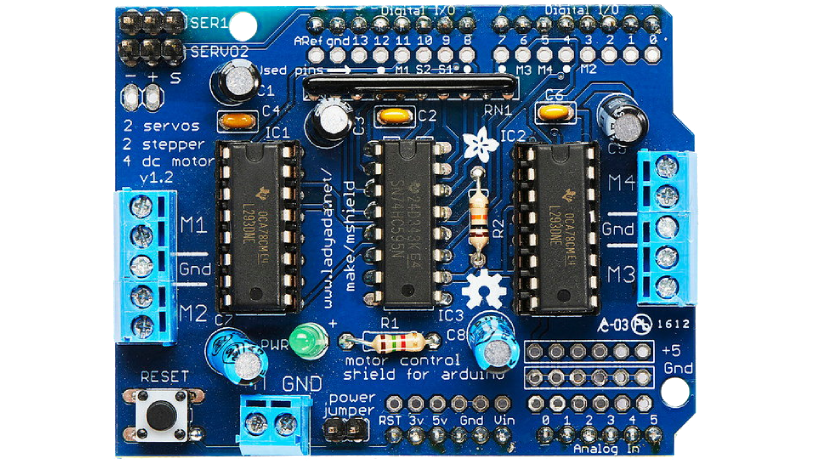 SER1
SERVO2
- + S
Digital I/O
Digital I/O
ARef gnd 13 12 11 10 9 8
7 6 5 4 3 2 1 0
Used pins
M1 S2 S1
M3 M4 M2
C1
C4
IC1
C3
C2
RN1
C6
IC2
C5
2 servos
2 stepper
4 dc motor
v1.2
L293DNE
www.ladyada.net/
make/mshield
SN74HC595N
R2
L293DNE
M4
Gnd
M3
M1
Gnd
M2
C7
IC3
C8
R1
+
PWR
motor control
shield for arduino
A-03
1612
+5
Gnd
RESET
GND
power
jumper
RST 3v 5v Gnd Vin
0 1 2 3 4 5
Analog In